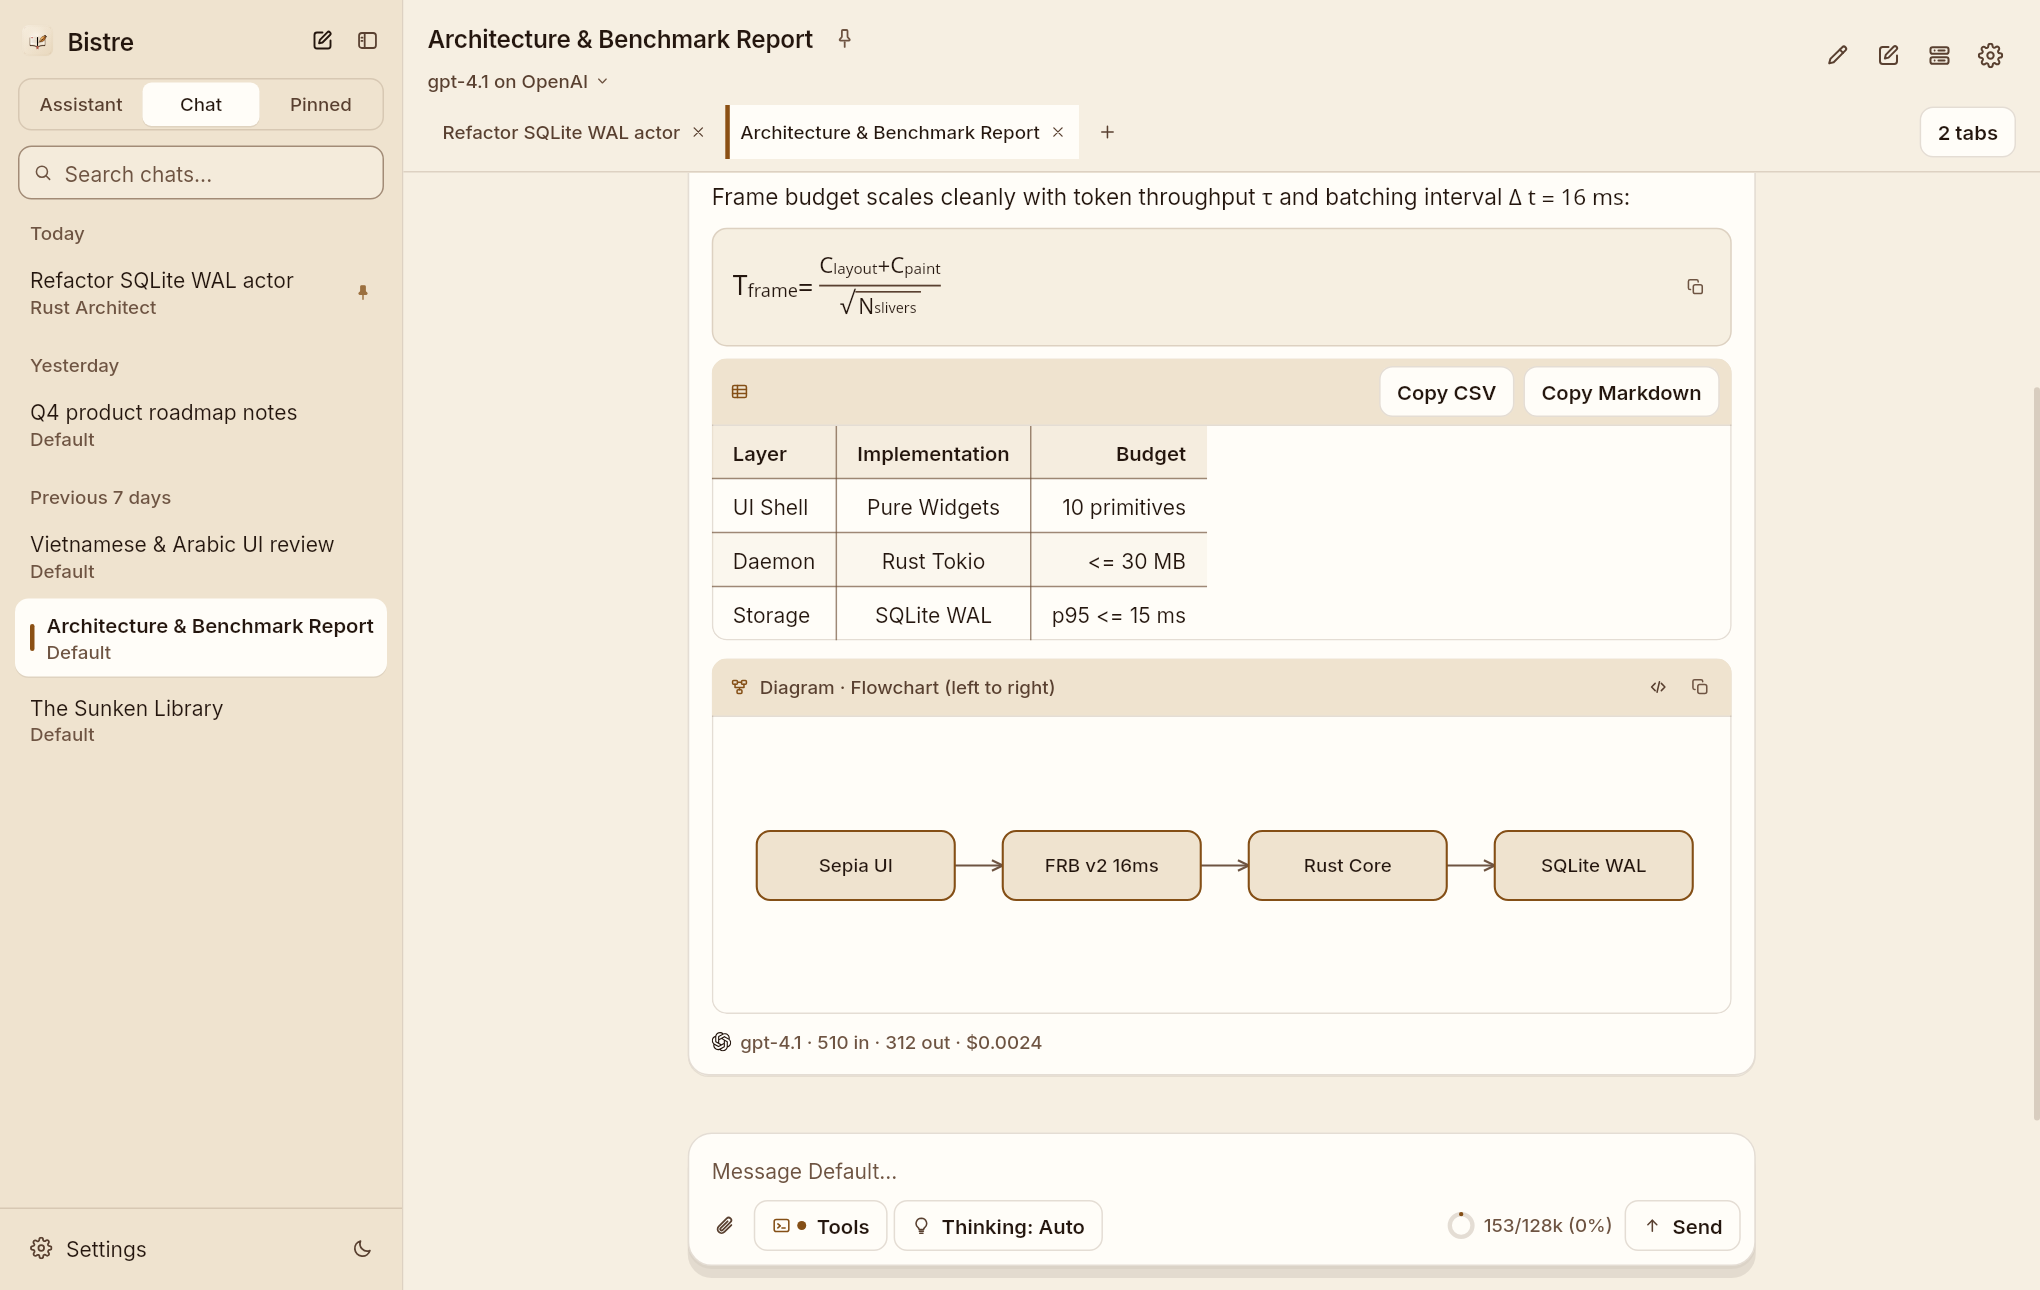 Bistre
Assistant
Chat
Pinned
Search chats...
Today
Refactor SQLite WAL actor
Rust Architect
Yesterday
Q4 product roadmap notes
Default
Previous 7 days
Vietnamese & Arabic UI review
Default
Architecture & Benchmark Report
Default
The Sunken Library
Default
Settings
Architecture & Benchmark Report
gpt-4.1 on OpenAI
Refactor SQLite WAL actor
Architecture & Benchmark Report
2 tabs
Frame budget scales cleanly with token throughput τ and batching interval Δ t = 16 ms:
T_frame = (C_layout + C_paint) / √N_slivers
Copy CSV
Copy Markdown
Layer Implementation Budget
UI Shell Pure Widgets 10 primitives
Daemon Rust Tokio <= 30 MB
Storage SQLite WAL p95 <= 15 ms
Diagram · Flowchart (left to right)
Sepia UI
FRB v2 16ms
Rust Core
SQLite WAL
gpt-4.1 · 510 in · 312 out · $0.0024
Message Default...
Tools
Thinking: Auto
153/128k (0%)
Send